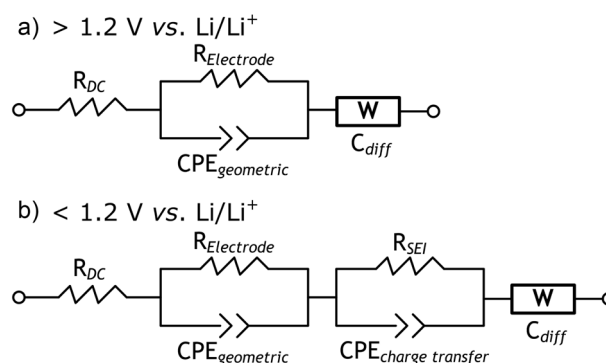 a) > 1.2 V vs. Li/Li⁺
R_Electrode
R_DC
W
CPE_geometric
C_diff
b) < 1.2 V vs. Li/Li⁺
R_Electrode
R_SEI
R_DC
W
CPE_geometric
CPE_charge transfer
C_diff